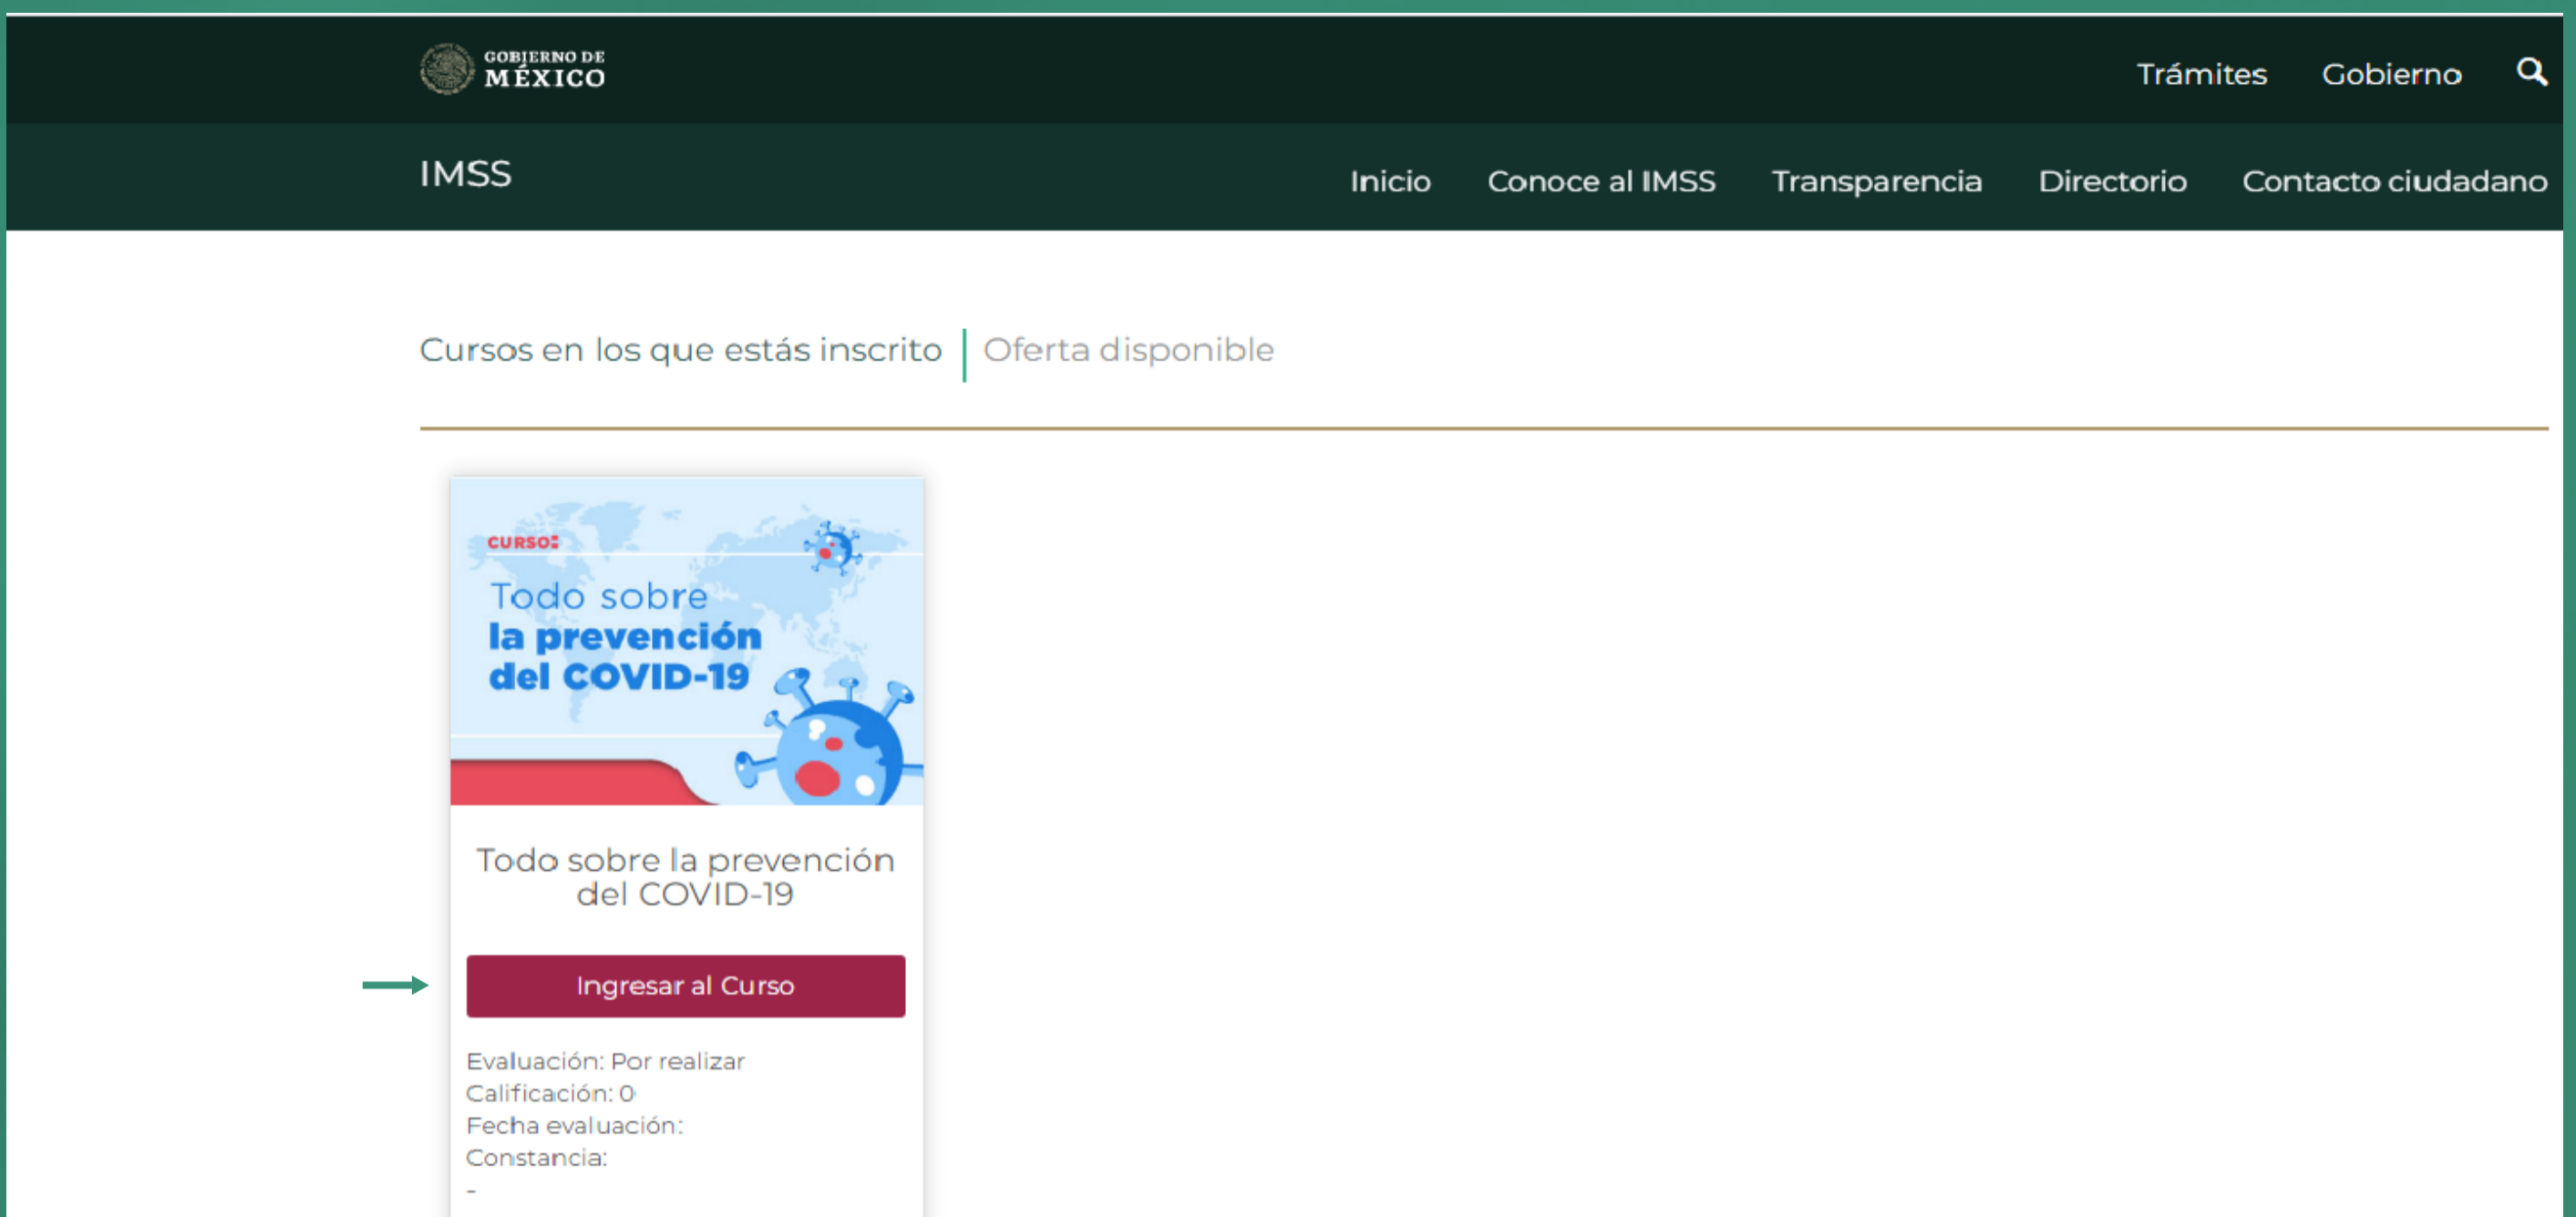 GOBIERNO DE
MÉXICO
Trámites Gobierno
IMSS
Inicio Conoce al IMSS Transparencia Directorio Contacto ciudadano
Cursos en los que estás inscrito Oferta disponible
CURSO:
Todo sobre
la prevención
del COVID-19
Todo sobre la prevención
del COVID-19
Ingresar al Curso
Evaluación: Por realizar
Calificación: 0
Fecha evaluación:
Constancia:
-